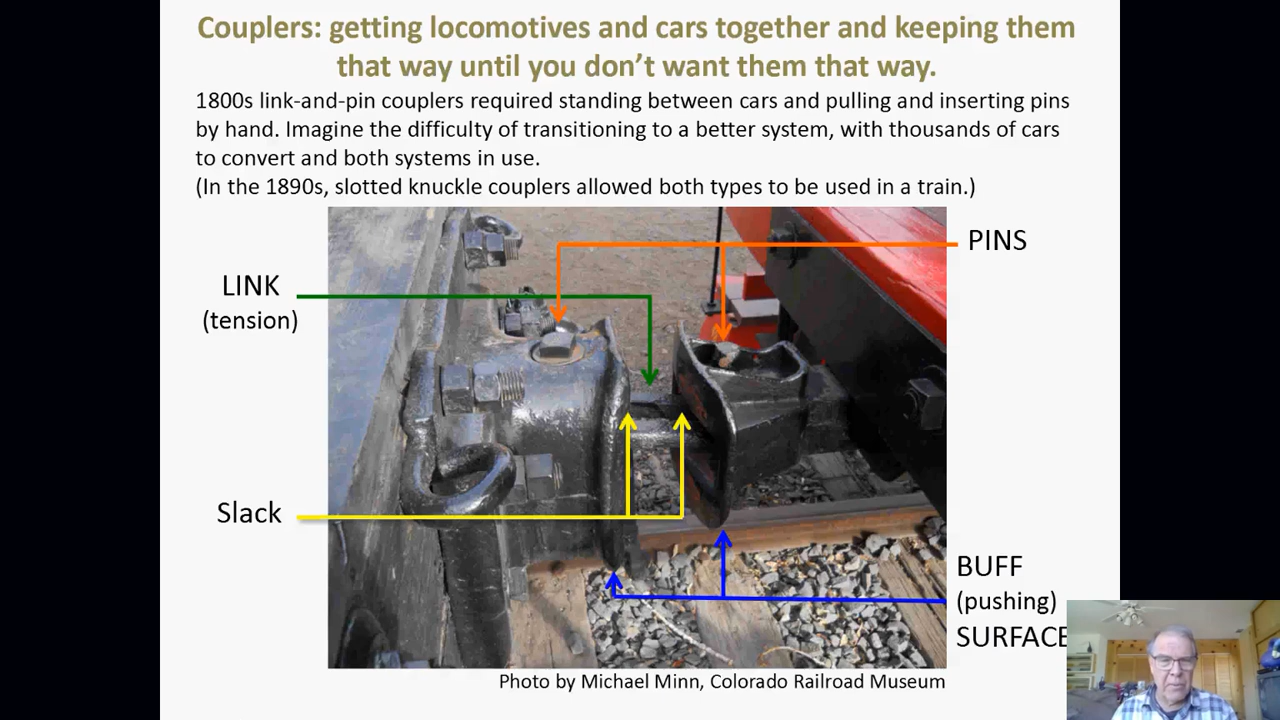 Couplers: getting locomotives and cars together and keeping them
that way until you don't want them that way.
1800s link-and-pin couplers required standing between cars and pulling and inserting pins
by hand. Imagine the difficulty of transitioning to a better system, with thousands of cars
to convert and both systems in use.
(In the 1890s, slotted knuckle couplers allowed both types to be used in a train.)
PINS
LINK
(tension)
Slack
BUFF
(pushing)
SURFACE
Photo by Michael Minn, Colorado Railroad Museum